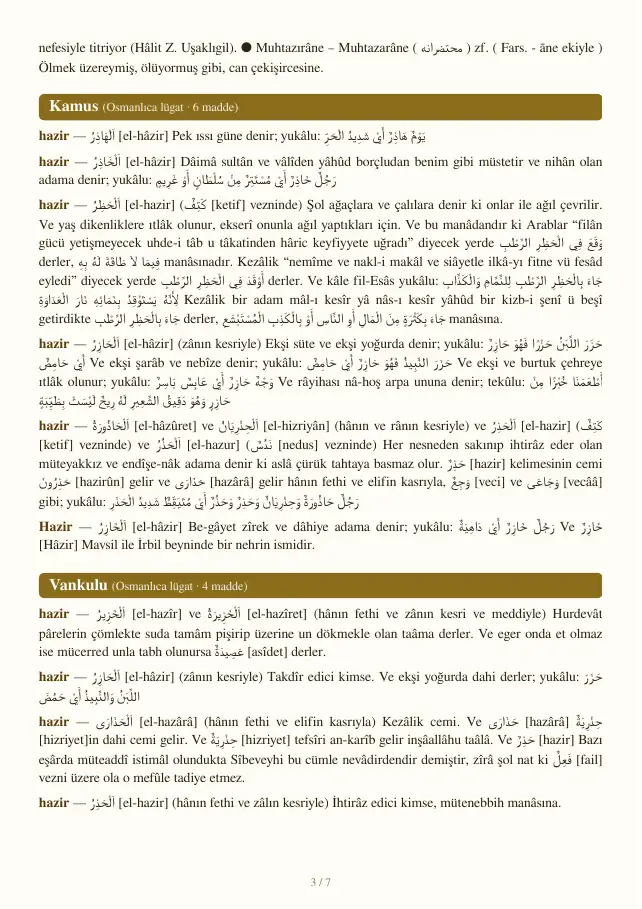 nefesiyle titriyor (Hâlit Z. Uşaklıgil). ● Muhtazırâne – Muhtazarâne ( محتضرانه ) zf. ( Fars. - āne ekiyle )
Ölmek üzereymiş, ölüyormuş gibi, can çekişircesine.
Kamus (Osmanlıca lügat · 6 madde)
hazir — اَلْهَاذِرُ [el-hâzir] Pek ıssı güne denir; yukâlu: يَوْمٌ هَاذِرٌ أَيْ شَدِيدُ الْحَرِّ
hazir — اَلْخَاذِرُ [el-hâzir] Dâimâ sultân ve vâlîden yâhûd borçludan benim gibi müstetir ve nihân olan
adama denir; yukâlu: رَجُلٌ خَاذِرٌ أَيْ مُسْتَتِرٌ مِنْ سُلْطَانٍ أَوْ غَرِيمٍ
hazir — اَلْحَظِرُ [el-hazir] (كَتِفٌ [ketif] vezninde) Şol ağaçlara ve çalılara denir ki onlar ile ağıl çevrilir.
Ve yaş dikenliklere ıtlâk olunur, ekserî onunla ağıl yaptıkları için. Ve bu manâdandır ki Arablar “filân
gücü yetişmeyecek uhde-i tâb u tâkatinden hâric keyfiyyete uğradı” diyecek yerde وَقَعَ فِي الْحَظِرِ الرَّطْبِ
derler, فِيمَا لاَ طَاقَةَ لَهُ بِهِ manâsınadır. Kezâlik “nemîme ve nakl-i makâl ve siâyetle ilkâ-yı fitne vü fesâd
eyledi” diyecek yerde أَوْقَدَ فِي الْحَظِرِ الرَّطْبِ derler. Ve kâle fil-Esâs yukâlu: جَاءَ بِالْحَظِرِ الرَّطْبِ لِلنَّمَّامِ وَالْكَذَّابِ
لِأَنَّهُ يَسْتَوْقِدُ بِنَمَائِهِ نَارَ الْعَدَاوَةِ Kezâlik bir adam mâl-ı kesîr yâ nâs-ı kesîr yâhûd bir kizb-i şenî ü beşî
getirdikte جَاءَ بِالْحَظِرِ الرَّطْبِ derler, جَاءَ بِكَثْرَةٍ مِنَ الْمَالِ أَوِ النَّاسِ أَوْ بِالْكَذِبِ الْمُسْتَبْشَعِ manâsına.
hazir — اَلْحَازِرُ [el-hâzir] (zânın kesriyle) Ekşi süte ve ekşi yoğurda denir; yukâlu: حَزَرَ اللَّبَنُ حَزْرًا فَهُوَ حَازِرٌ
أَيْ حَامِضٌ Ve ekşi şarâb ve nebîze denir; yukâlu: حَزَرَ النَّبِيذُ فَهُوَ حَازِرٌ أَيْ حَامِضٌ Ve ekşi ve burtuk çehreye
ıtlâk olunur; yukâlu: وَجْهٌ حَازِرٌ أَيْ عَابِسٌ بَاسِرٌ Ve râyihası nâ-hoş arpa ununa denir; tekûlu: أَطْعَمَنَا خُبْزًا مِنْ
حَازِرٍ وَهُوَ دَقِيقُ الشَّعِيرِ لَهُ رِيحٌ لَيْسَتْ بِطَيِّبَةٍ
hazir — اَلْحَاذُورَةُ [el-hâzûret] ve اَلْحِذْرِيَانُ [el-hizriyân] (hânın ve rânın kesriyle) ve اَلْحَذِرُ [el-hazir] (كَتِفٌ
[ketif] vezninde) ve اَلْحَذُرُ [el-hazur] (نَدُسٌ [nedus] vezninde) Her nesneden sakınıp ihtirâz eder olan
müteyakkız ve endîşe-nâk adama denir ki aslâ çürük tahtaya basmaz olur. حَذِرٌ [hazir] kelimesinin cemi
حَذِرُونَ [hazirûn] gelir ve حَذَارَى [hazârâ] gelir hânın fethi ve elifin kasrıyla, وَجِعٌ [veci] ve وَجَاعَى [vecââ]
gibi; yukâlu: رَجُلٌ حَاذُورَةٌ وَحِذْرِيَانٌ وَحَذِرٌ وَحَذُرٌ أَيْ مُتَيَقِّظٌ شَدِيدُ الْحَذَرِ
Hazir — اَلْخَازِرُ [el-hâzir] Be-gâyet zîrek ve dâhiye adama denir; yukâlu: رَجُلٌ خَازِرٌ أَيْ دَاهِيَةٌ Ve خَازِرٌ
[Hâzir] Mavsil ile İrbil beyninde bir nehrin ismidir.
Vankulu (Osmanlıca lügat · 4 madde)
hazir — اَلْخَزِيرُ [el-hazîr] ve اَلْخَزِيرَةُ [el-hazîret] (hânın fethi ve zânın kesri ve meddiyle) Hurdevât
pârelerin çömlekte suda tamâm pişirip üzerine un dökmekle olan taâma derler. Ve eger onda et olmaz
ise mücerred unla tabh olunursa عَصِيدَةٌ [asîdet] derler.
hazir — اَلْحَازِرُ [el-hâzir] (zânın kesriyle) Takdîr edici kimse. Ve ekşi yoğurda dahi derler; yukâlu: حَزَرَ
اللَّبَنُ وَالنَّبِيذُ أَيْ حَمُضَ
hazir — اَلْحَذَارَى [el-hazârâ] (hânın fethi ve elifin kasrıyla) Kezâlik cemi. Ve حَذَارَى [hazârâ] حِذْرِيَةٌ
[hizriyet]in dahi cemi gelir. Ve حِذْرِيَةٌ [hizriyet] tefsîri an-karîb gelir inşâallâhu taâlâ. Ve حَذِرٌ [hazir] Bazı
eşârda müteaddî istimâl olundukta Sîbeveyhi bu cümle nevâdirdendir demiştir, zîrâ şol nat ki فَعِلٌ [fail]
vezni üzere ola o mefûle tadiye etmez.
hazir — اَلْحَذِرُ [el-hazir] (hânın fethi ve zâlın kesriyle) İhtirâz edici kimse, mütenebbih manâsına.
3 / 7